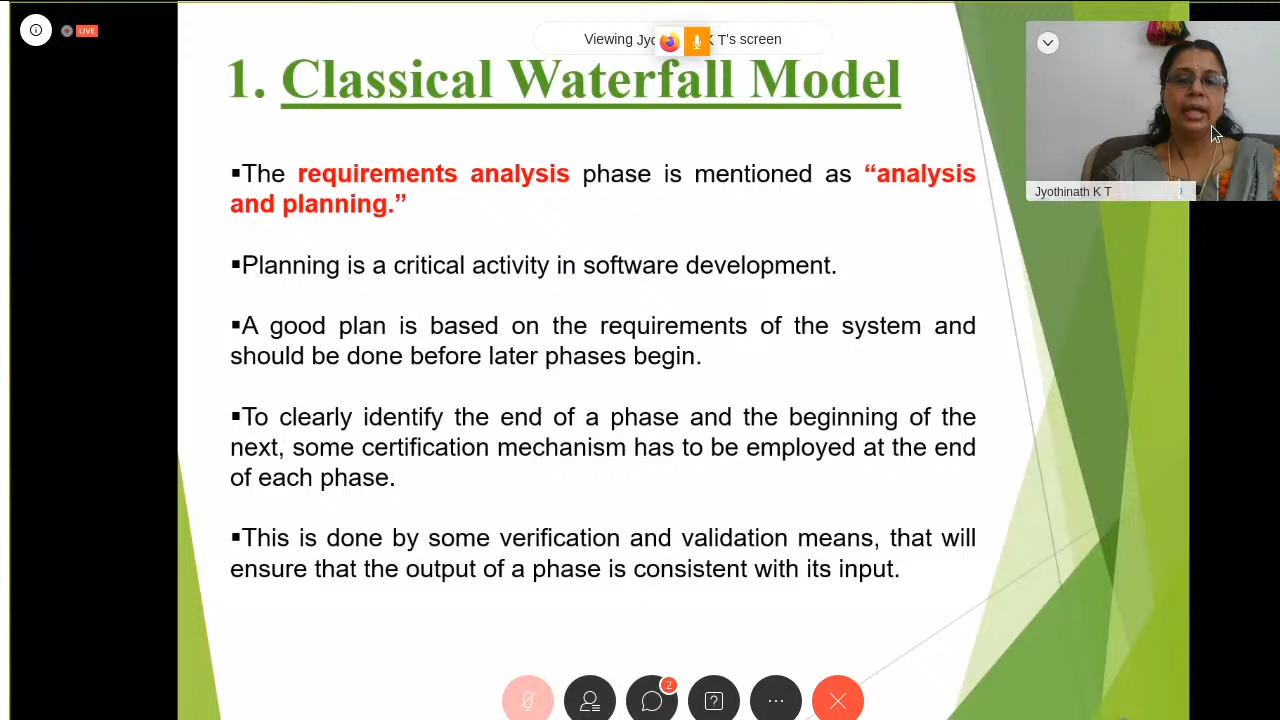 LIVE
Viewing Jyo K T's screen
1. Classical Waterfall Model
▪The requirements analysis phase is mentioned as “analysis
and planning.”
▪Planning is a critical activity in software development.
▪A good plan is based on the requirements of the system and
should be done before later phases begin.
▪To clearly identify the end of a phase and the beginning of the
next, some certification mechanism has to be employed at the end
of each phase.
▪This is done by some verification and validation means, that will
ensure that the output of a phase is consistent with its input.
Jyothinath K T
2